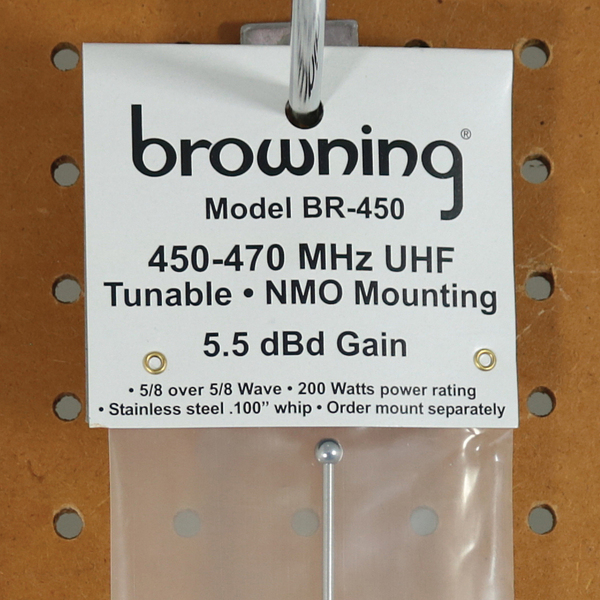 browning®
Model BR-450
450-470 MHz UHF
Tunable • NMO Mounting
5.5 dBd Gain
• 5/8 over 5/8 Wave • 200 Watts power rating
• Stainless steel .100” whip • Order mount separately